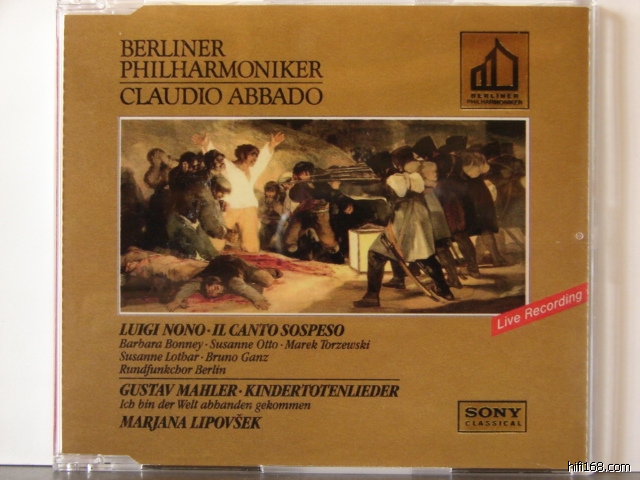 BERLINER
PHILHARMONIKER
CLAUDIO ABBADO
BERLINER
PHILHARMONIKER
LUIGI NONO · IL CANTO SOSPESO
Barbara Bonney · Susanne Otto · Marek Torzewski
Susanne Lothar · Bruno Ganz
Rundfunkchor Berlin
Live Recording
GUSTAV MAHLER · KINDERTOTENLIEDER
Ich bin der Welt abhanden gekommen
MARJANA LIPOVŠEK
SONY
CLASSICAL
hifi168.com